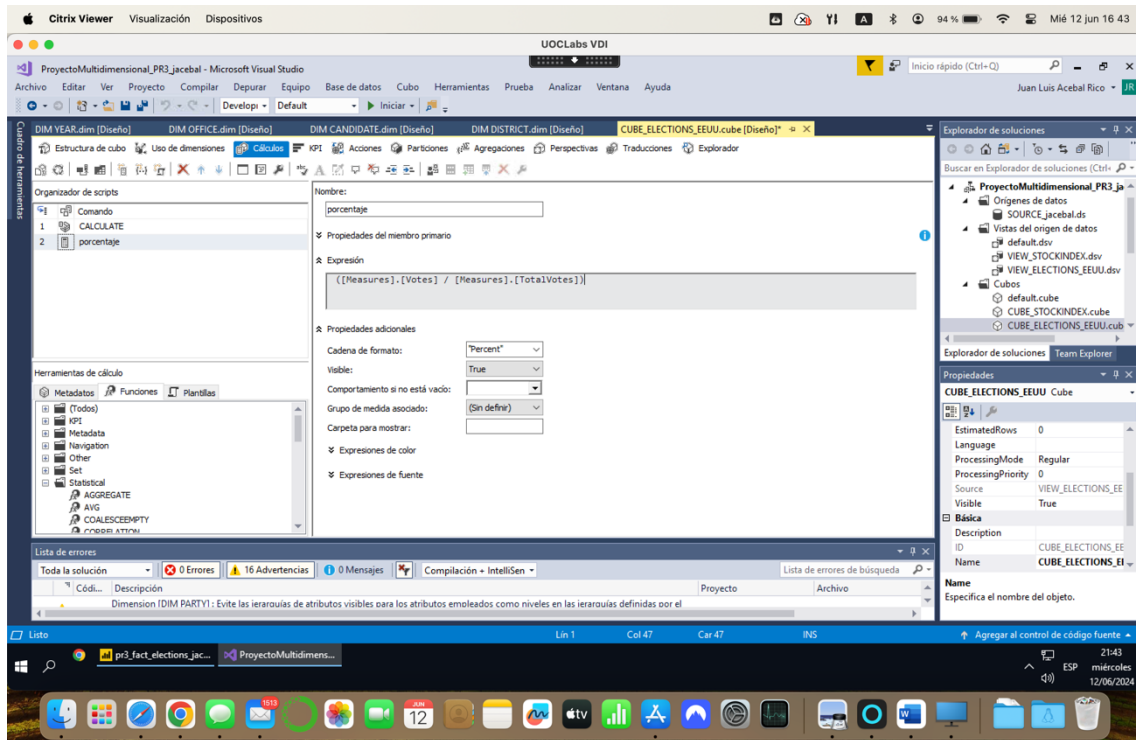 Citrix Viewer Visualización Dispositivos
A 94 % Mié 12 jun 16 43
UOCLabs VDI
ProyectoMultidimensional_PR3_jacebal - Microsoft Visual Studio
Inicio rápido (Ctrl+Q)
Archivo Editar Ver Proyecto Compilar Depurar Equipo Base de datos Cubo Herramientas Prueba Analizar Ventana Ayuda
Juan Luis Acebal Rico JR
Develop Default Iniciar
Cuadro de herramientas
DIM YEAR.dim [Diseño] DIM OFFICE.dim [Diseño] DIM CANDIDATE.dim [Diseño] DIM DISTRICT.dim [Diseño] CUBE_ELECTIONS_EEUU.cube [Diseño]*
Estructura de cubo Uso de dimensiones Cálculos KPI Acciones Particiones Agregaciones Perspectivas Traducciones Explorador
Organizador de scripts
Comando
1 CALCULATE
2 porcentaje
Nombre:
porcentaje
Propiedades del miembro primario
Expresión
([Measures].[Votes] / [Measures].[TotalVotes])
Propiedades adicionales
Cadena de formato: "Percent"
Visible: True
Comportamiento si no está vacío:
Grupo de medida asociado: (Sin definir)
Carpeta para mostrar:
Expresiones de color
Expresiones de fuente
Herramientas de cálculo
Metadatos Funciones Plantillas
(Todos)
KPI
Metadata
Navigation
Other
Set
Statistical
AGGREGATE
AVG
COALESCEEMPTY
CORRELATION
Explorador de soluciones
Buscar en Explorador de soluciones (Ctrl+
ProyectoMultidimensional_PR3_ja
Orígenes de datos
SOURCE_jacebal.ds
Vistas del origen de datos
default.dsv
VIEW_STOCKINDEX.dsv
VIEW_ELECTIONS_EEUU.dsv
Cubos
default.cube
CUBE_STOCKINDEX.cube
CUBE_ELECTIONS_EEUU.cub
Explorador de soluciones Team Explorer
Propiedades
CUBE_ELECTIONS_EEUU Cube
EstimatedRows 0
Language
ProcessingMode Regular
ProcessingPriority 0
Source VIEW_ELECTIONS_EE
Visible True
Básica
Description
ID CUBE_ELECTIONS_EE
Name CUBE_ELECTIONS_EI
Name
Especifica el nombre del objeto.
Lista de errores
Toda la solución 0 Errores 16 Advertencias 0 Mensajes Compilación + IntelliSen Lista de errores de búsqueda
Códi... Descripción Proyecto Archivo
Dimension [DIM PARTY] : Evite las jerarquías de atributos visibles para los atributos empleados como niveles en las jerarquías definidas por el
Listo Lín 1 Col 47 Car 47 INS Agregar al control de código fuente
pr3_fact_elections_jac... ProyectoMultidimens...
21:43
ESP miércoles
12/06/2024
1513
JUN
12
tv
W